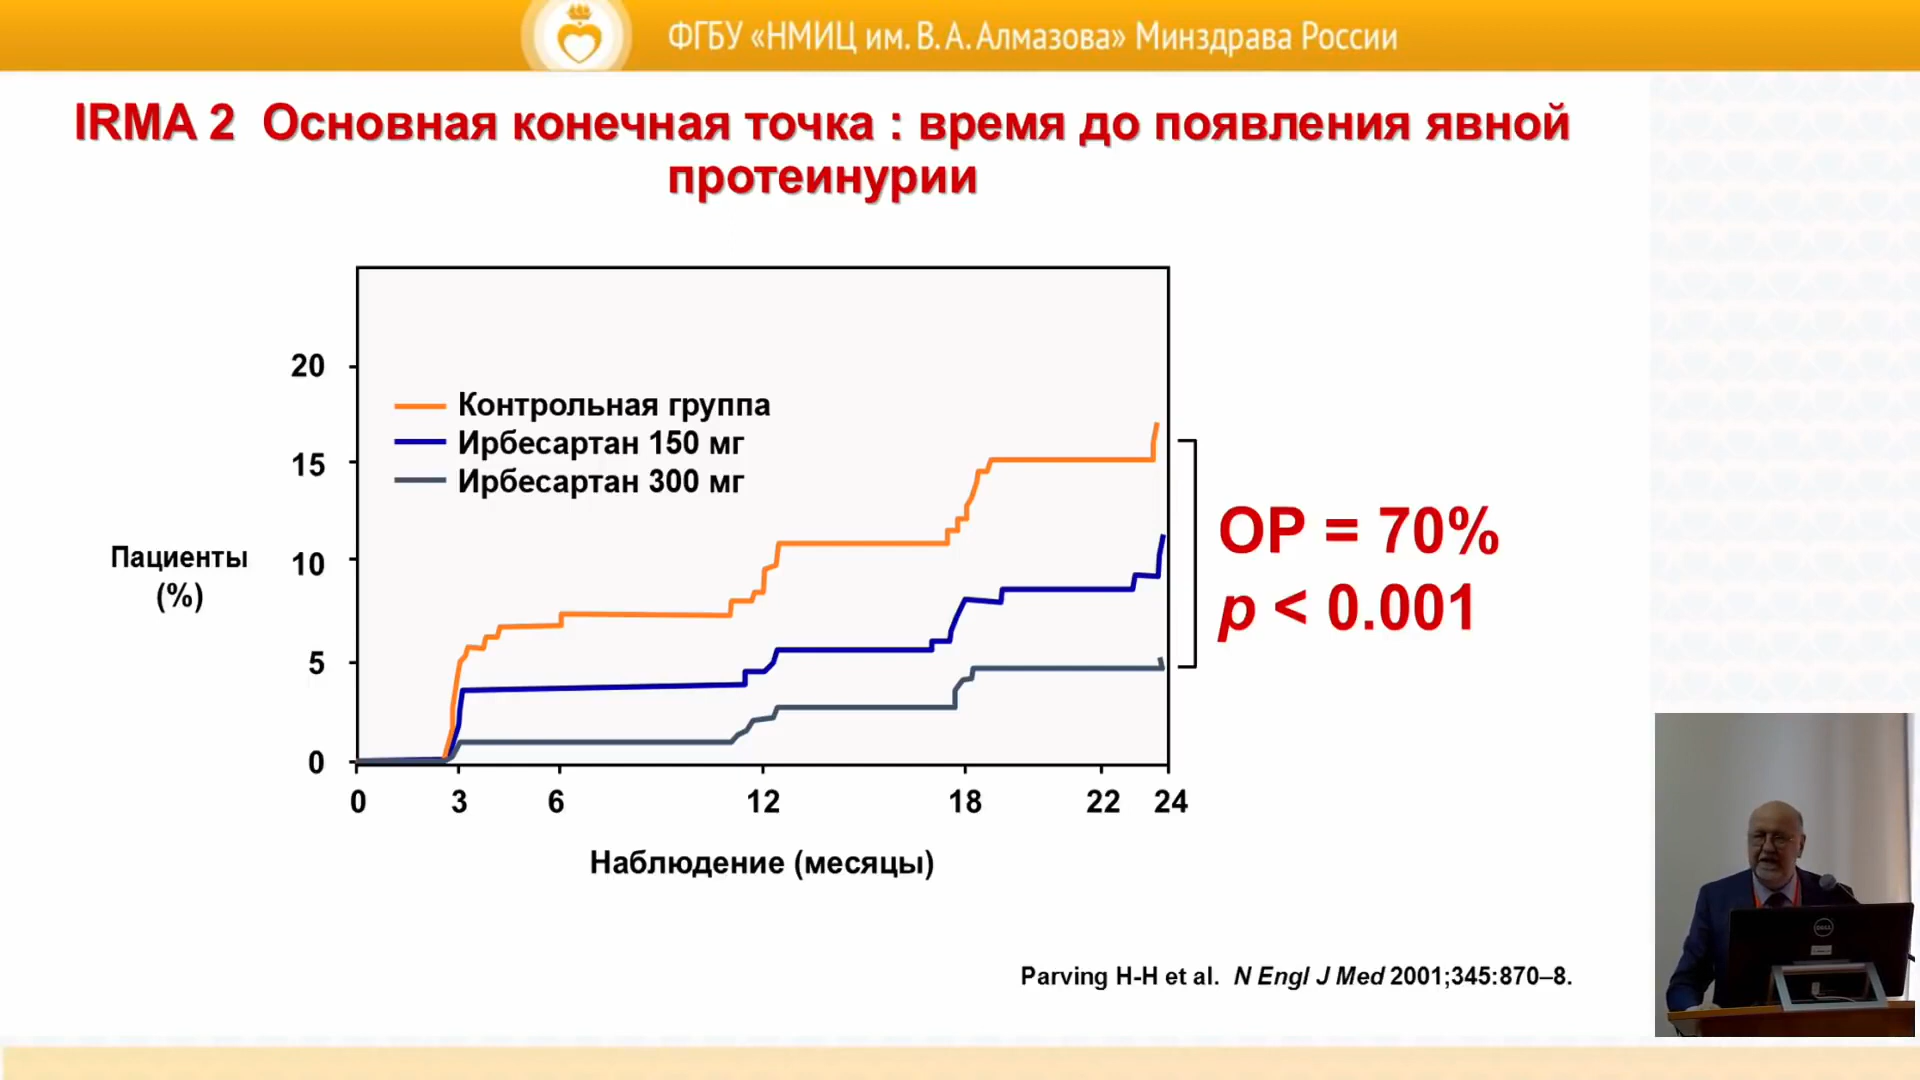 ФГБУ «НМИЦ им. В. А. Алмазова» Минздрава России
IRMA 2 Основная конечная точка : время до появления явной
протеинурии
20
15
10
5
0
Пациенты
(%)
Контрольная группа
Ирбесартан 150 мг
Ирбесартан 300 мг
ОР = 70%
p < 0.001
0 3 6 12 18 22 24
Наблюдение (месяцы)
Parving H-H et al. N Engl J Med 2001;345:870–8.
DELL